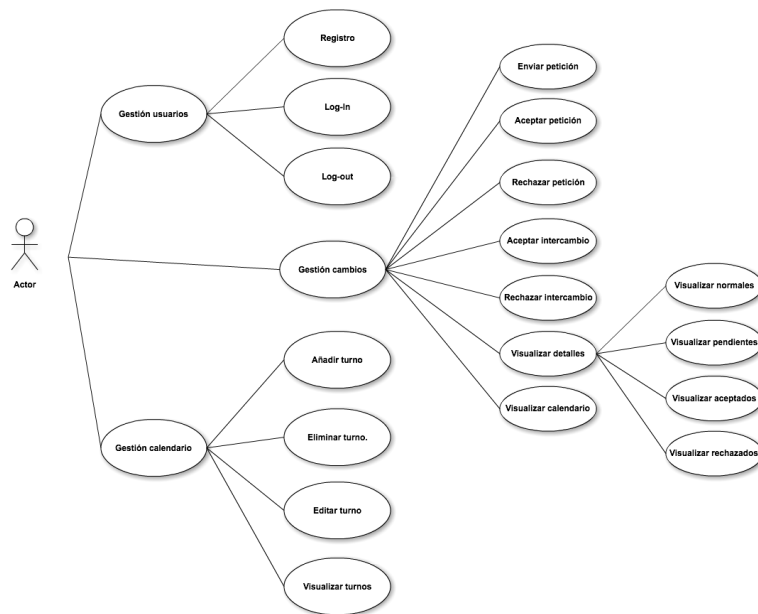 Registro
Gestión usuarios
Log-in
Log-out
Actor
Gestión cambios
Enviar petición
Aceptar petición
Rechazar petición
Aceptar intercambio
Rechazar intercambio
Visualizar detalles
Visualizar calendario
Visualizar normales
Visualizar pendientes
Visualizar aceptados
Visualizar rechazados
Gestión calendario
Añadir turno
Eliminar turno.
Editar turno
Visualizar turnos